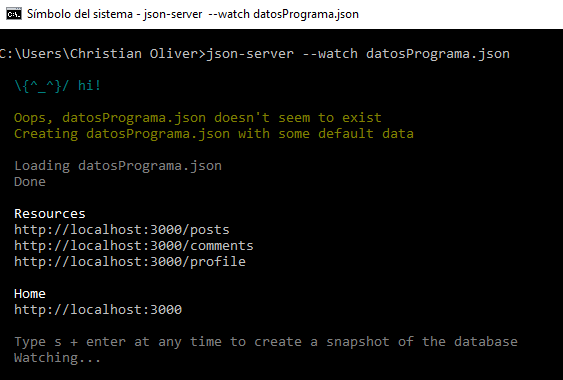 Símbolo del sistema - json-server --watch datosPrograma.json
C:\Users\Christian Oliver>json-server --watch datosPrograma.json
\{^_^}/ hi!
Oops, datosPrograma.json doesn't seem to exist
Creating datosPrograma.json with some default data
Loading datosPrograma.json
Done
Resources
http://localhost:3000/posts
http://localhost:3000/comments
http://localhost:3000/profile
Home
http://localhost:3000
Type s + enter at any time to create a snapshot of the database
Watching...